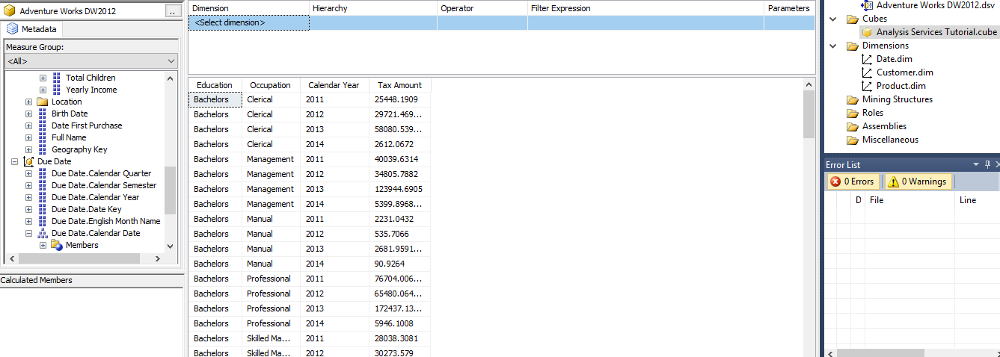 Adventure Works DW2012
..
Metadata
Measure Group:
<All>
Total Children
Yearly Income
Location
Birth Date
Date First Purchase
Full Name
Geography Key
Due Date
Due Date.Calendar Quarter
Due Date.Calendar Semester
Due Date.Calendar Year
Due Date.Date Key
Due Date.English Month Name
Due Date.Calendar Date
Members
Calculated Members
Dimension Hierarchy Operator Filter Expression Parameters
<Select dimension>
Education Occupation Calendar Year Tax Amount
Bachelors Clerical 2011 25448.1909
Bachelors Clerical 2012 29721.469...
Bachelors Clerical 2013 58080.539...
Bachelors Clerical 2014 2612.0672
Bachelors Management 2011 40039.6314
Bachelors Management 2012 34805.7882
Bachelors Management 2013 123944.6905
Bachelors Management 2014 5399.8968...
Bachelors Manual 2011 2231.0432
Bachelors Manual 2012 535.7066
Bachelors Manual 2013 2681.9591...
Bachelors Manual 2014 90.9264
Bachelors Professional 2011 76704.006...
Bachelors Professional 2012 65480.064...
Bachelors Professional 2013 172437.13...
Bachelors Professional 2014 5946.1008
Bachelors Skilled Ma... 2011 28038.3081
Bachelors Skilled Ma... 2012 30273.579
Adventure Works DW2012.dsv
Cubes
Analysis Services Tutorial.cube
Dimensions
Date.dim
Customer.dim
Product.dim
Mining Structures
Roles
Assemblies
Miscellaneous
Error List
0 Errors 0 Warnings
D File Line